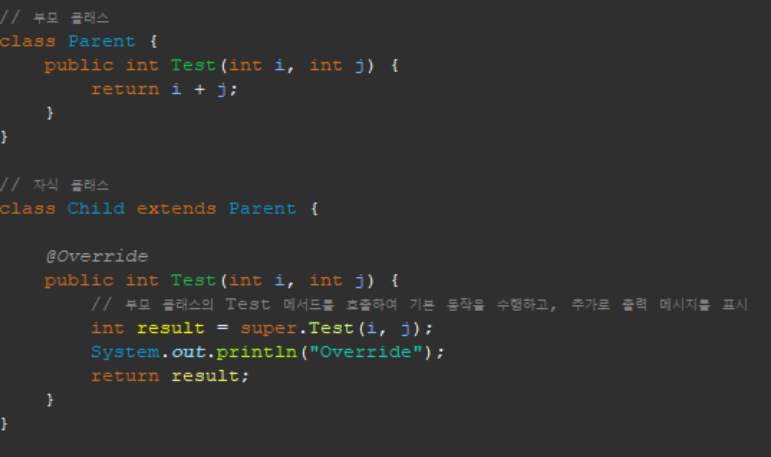 // 부모 클래스
class Parent {
public int Test(int i, int j) {
return i + j;
}
}
// 자식 클래스
class Child extends Parent {
@Override
public int Test(int i, int j) {
// 부모 클래스의 Test 메서드를 호출하여 기본 동작을 수행하고, 추가로 출력 메시지를 표시
int result = super.Test(i, j);
System.out.println("Override");
return result;
}
}